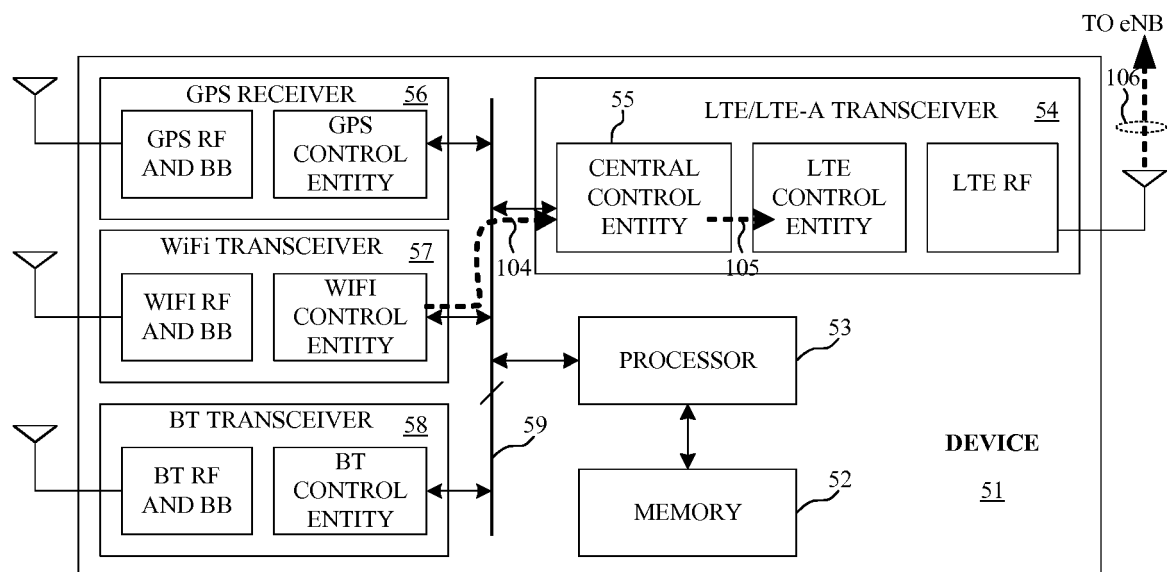 TO eNB
106
GPS RECEIVER
56
GPS RF
AND BB
GPS
CONTROL
ENTITY
55
LTE/LTE-A TRANSCEIVER
54
CENTRAL
CONTROL
ENTITY
LTE
CONTROL
ENTITY
LTE RF
104
105
WiFi TRANSCEIVER
57
WIFI RF
AND BB
WIFI
CONTROL
ENTITY
PROCESSOR
53
BT TRANSCEIVER
58
BT RF
AND BB
BT
CONTROL
ENTITY
59
MEMORY
52
DEVICE
51